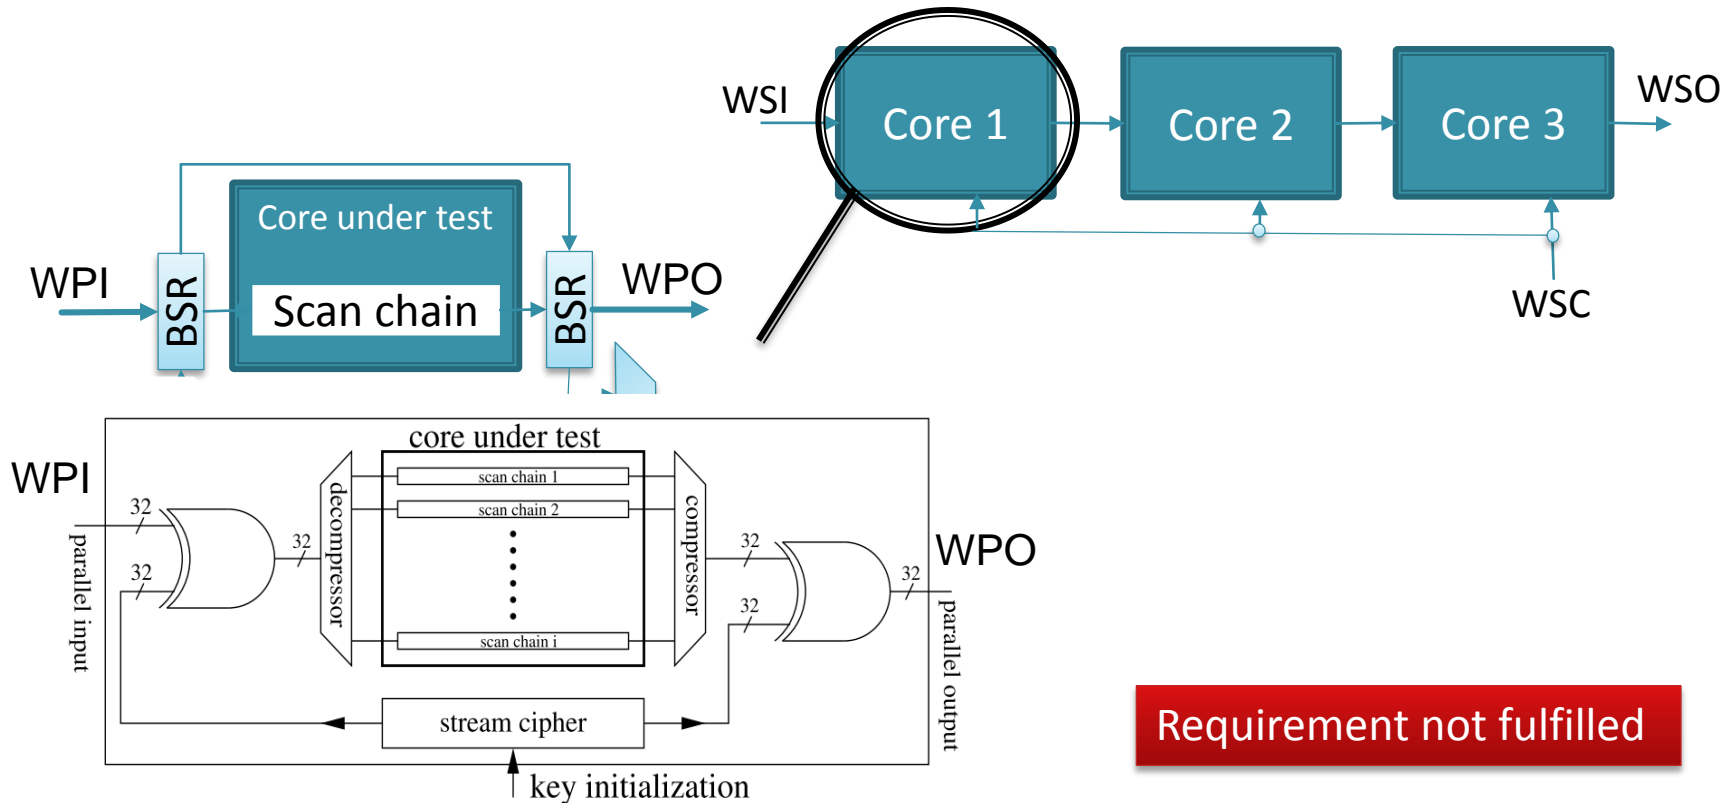 WSI
Core 1
Core 2
Core 3
WSO
WSC
Core under test
WPI
BSR
Scan chain
BSR
WPO
core under test
WPI
32
32
parallel input
32
decompressor
scan chain 1
scan chain 2
scan chain i
compressor
32
32
32
WPO
parallel output
stream cipher
key initialization
Requirement not fulfilled